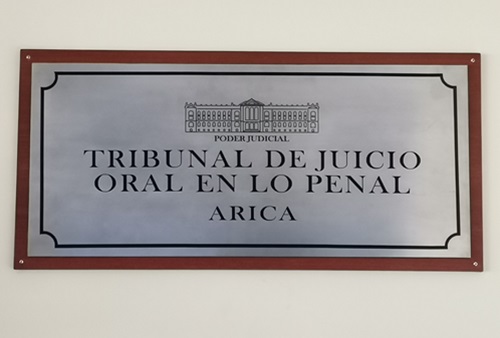 PODER JUDICIAL
TRIBUNAL DE JUICIO
ORAL EN LO PENAL
ARICA